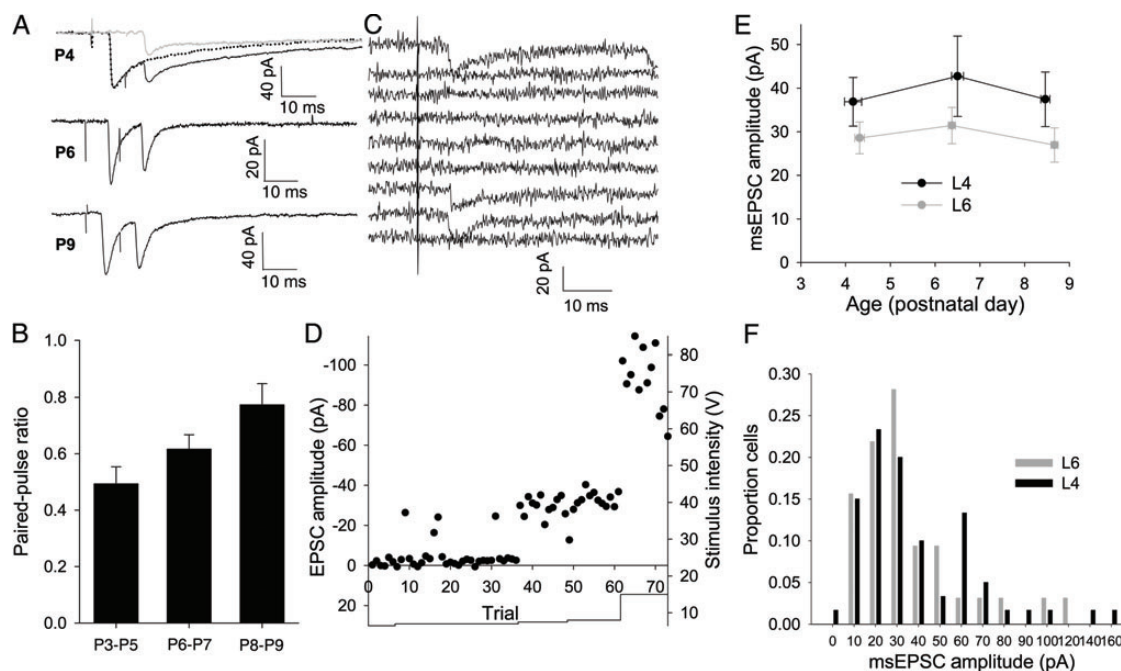 A
P4
40 pA
10 ms
P6
20 pA
10 ms
P9
40 pA
10 ms
B
Paired-pulse ratio
1.0
0.8
0.6
0.4
0.2
0.0
P3-P5 P6-P7 P8-P9
C
20 pA
10 ms
D
EPSC amplitude (pA)
-100
-80
-60
-40
-20
0
20
0 10 20 30 40 50 60 70
Trial
Stimulus intensity (V)
80
70
60
50
40
30
20
10
E
msEPSC amplitude (pA)
50
40
30
20
10
0
L4
L6
3 4 5 6 7 8 9
Age (postnatal day)
F
Proportion cells
0.30
0.25
0.20
0.15
0.10
0.05
0.00
L6
L4
0 10 20 30 40 50 60 70 80 90 100 120 140 160
msEPSC amplitude (pA)